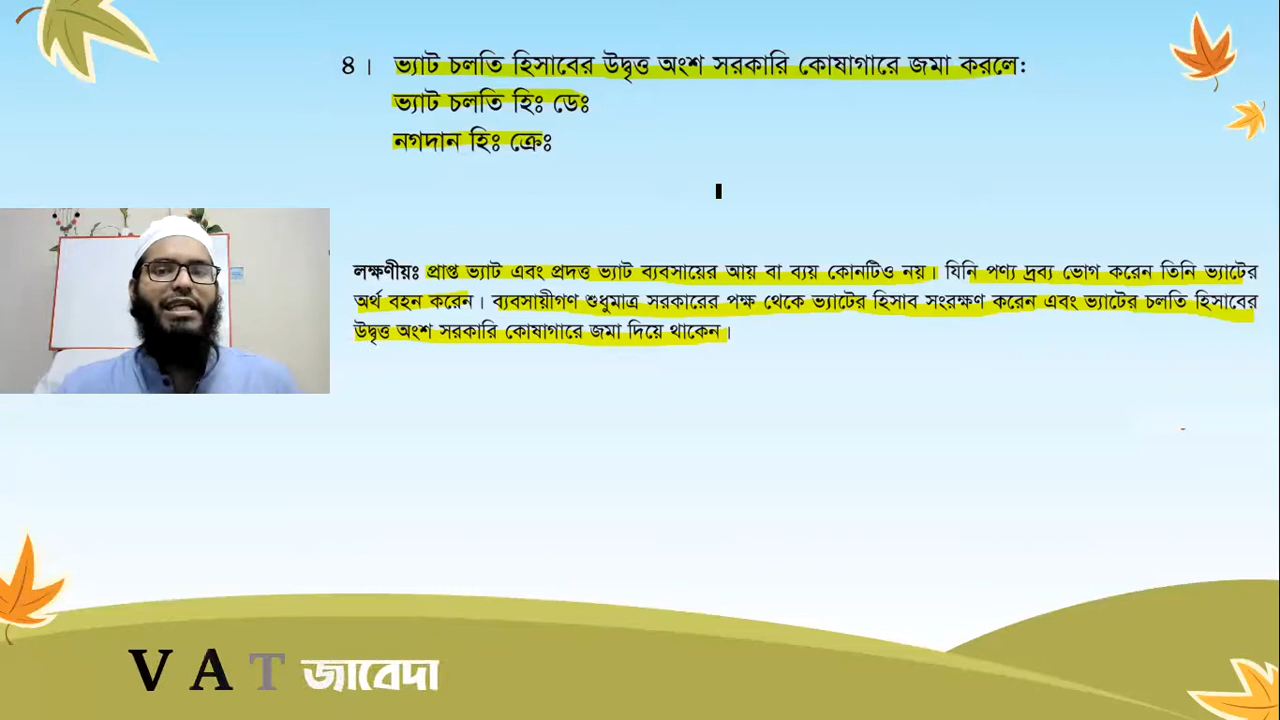 ৪। ভ্যাট চলতি হিসাবের উদ্বৃত্ত অংশ সরকারি কোষাগারে জমা করলে:
ভ্যাট চলতি হিঃ ডেঃ
নগদান হিঃ ক্রেঃ
লক্ষণীয়ঃ প্রাপ্ত ভ্যাট এবং প্রদত্ত ভ্যাট ব্যবসায়ের আয় বা ব্যয় কোনটিও নয়। যিনি পণ্য দ্রব্য ভোগ করেন তিনি ভ্যাটের
অর্থ বহন করেন। ব্যবসায়ীগণ শুধুমাত্র সরকারের পক্ষ থেকে ভ্যাটের হিসাব সংরক্ষণ করেন এবং ভ্যাটের চলতি হিসাবের
উদ্বৃত্ত অংশ সরকারি কোষাগারে জমা দিয়ে থাকেন।
VAT জাবেদা